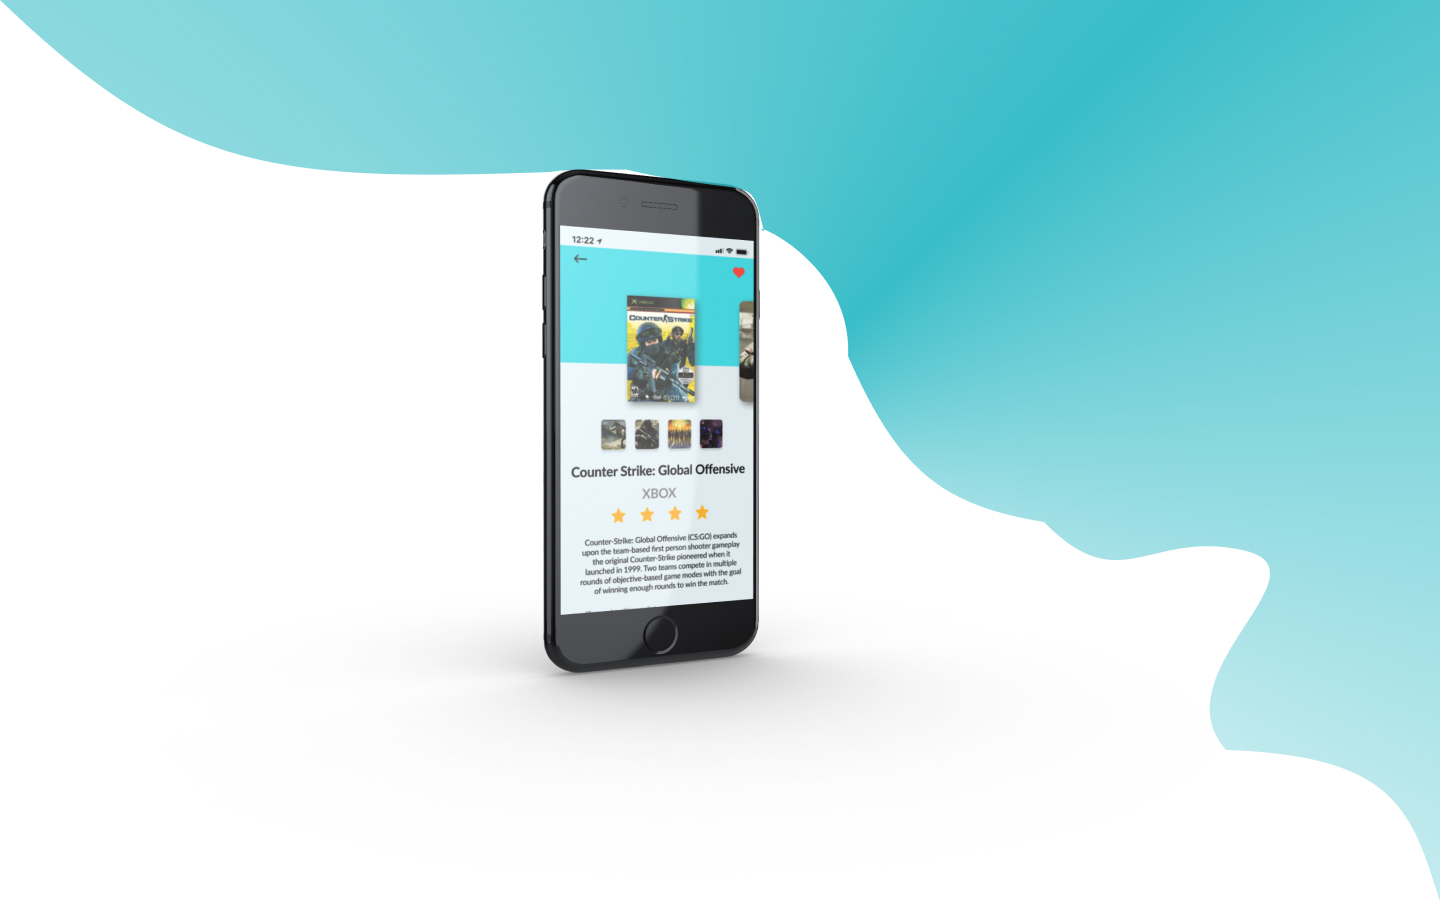 12:22
COUNTER STRIKE
Counter Strike: Global Offensive
XBOX
Counter-Strike: Global Offensive (CS:GO) expands
upon the team-based first person shooter gameplay
the original Counter-Strike pioneered when it
launched in 1999. Two teams compete in multiple
rounds of objective-based game modes with the goal
of winning enough rounds to win the match.